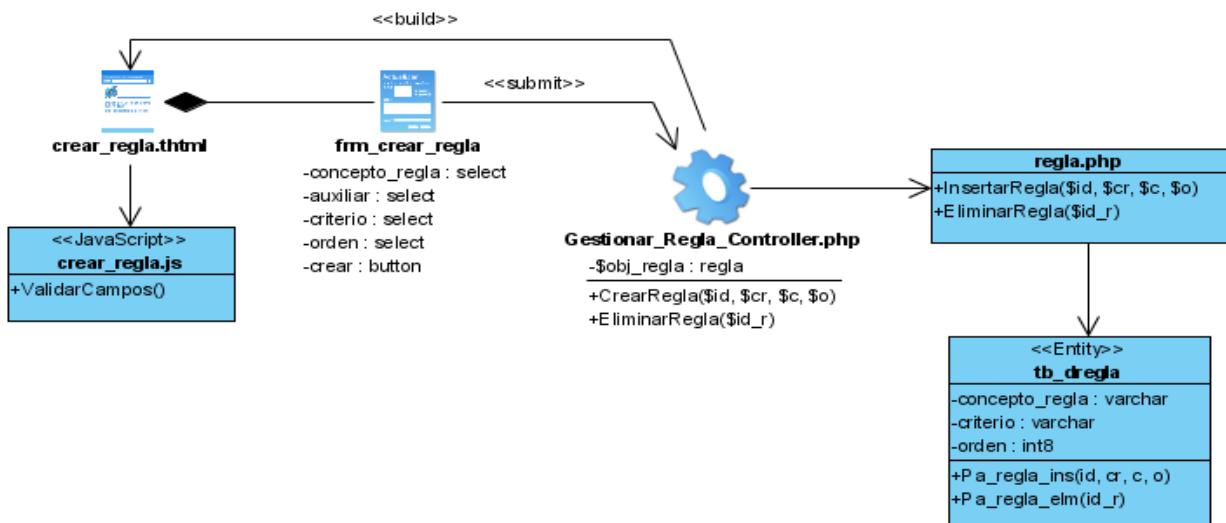 <<build>>
<<submit>>
crear_regla.thtml
frm_crear_regla
-concepto_regla : select
-auxiliar : select
-criterio : select
-orden : select
-crear : button
<<JavaScript>>
crear_regla.js
+ValidarCampos()
Gestionar_Regla_Controller.php
-$obj_regla : regla
+CrearRegla($id, $cr, $c, $o)
+EliminarRegla($id_r)
regla.php
+InsertarRegla($id, $cr, $c, $o)
+EliminarRegla($id_r)
<<Entity>>
tb_dregla
-concepto_regla : varchar
-criterio : varchar
-orden : int8
+Pa_regla_ins(id, cr, c, o)
+Pa_regla_elm(id_r)